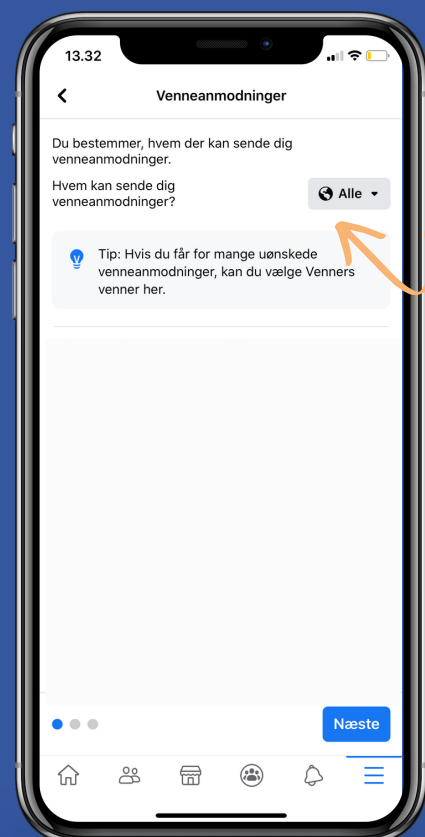 13.32
Venneanmodninger
Du bestemmer, hvem der kan sende dig
venneanmodninger.
Hvem kan sende dig
venneanmodninger?
Alle
Tip: Hvis du får for mange uønskede
venneanmodninger, kan du vælge Venners
venner her.
Næste